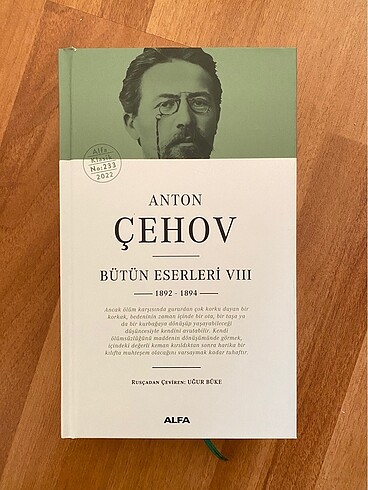 Alfa
Klasik
No: 233
2022
ANTON
ÇEHOV
BÜTÜN ESERLERİ VIII
1892 - 1894
Ancak ölüm karşısında gururdan çok korku duyan bir
korkak, bedeninin zaman içinde bir ota, bir taşa ya
da bir kurbağaya dönüşüp yaşayabileceği
düşüncesiyle kendini avutabilir. Kendi
ölümsüzlüğünü maddenin dönüşümünde görmek,
içindeki değerli keman kırıldıktan sonra harika bir
kılıfta muhteşem olacağını varsaymak kadar tuhaftır.
RUSÇADAN ÇEVİREN: UĞUR BÜKE
ALFA